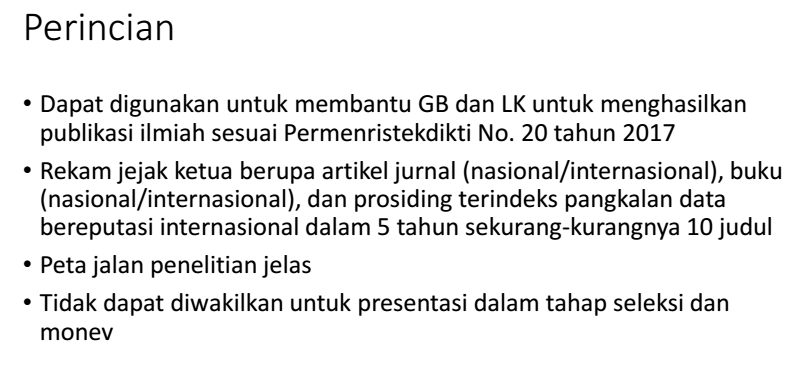 Perincian
• Dapat digunakan untuk membantu GB dan LK untuk menghasilkan
publikasi ilmiah sesuai Permenristekdikti No. 20 tahun 2017
• Rekam jejak ketua berupa artikel jurnal (nasional/internasional), buku
(nasional/internasional), dan prosiding terindeks pangkalan data
bereputasi internasional dalam 5 tahun sekurang-kurangnya 10 judul
• Peta jalan penelitian jelas
• Tidak dapat diwakilkan untuk presentasi dalam tahap seleksi dan
monev